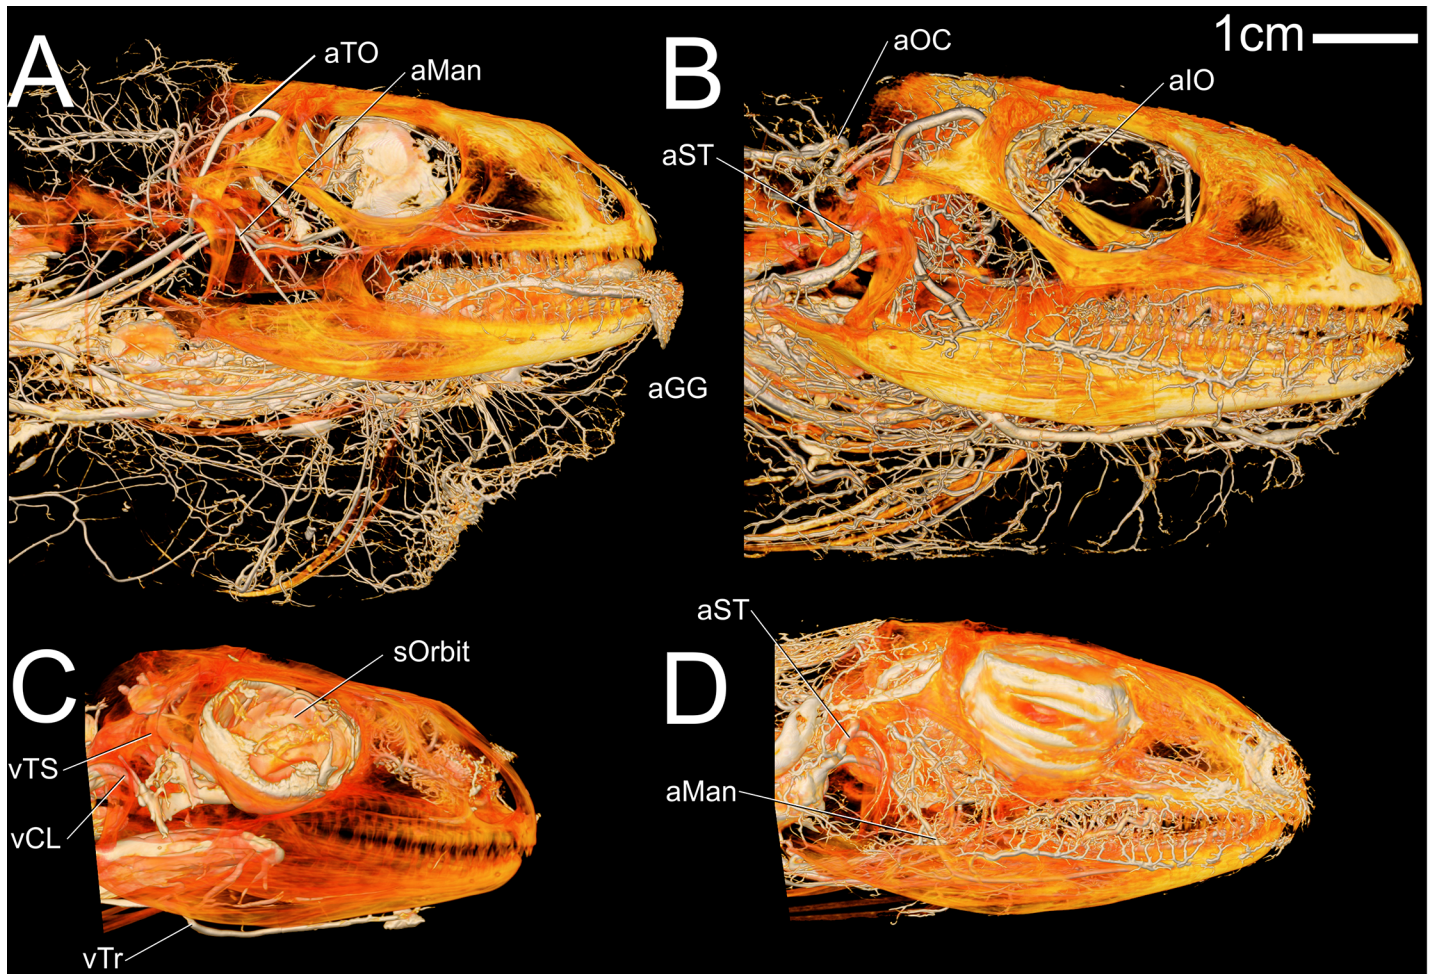 A
aTO
aMan
aGG
B
aOC
aIO
aST
1cm
C
sOrbit
vTS
vCL
vTr
D
aST
aMan